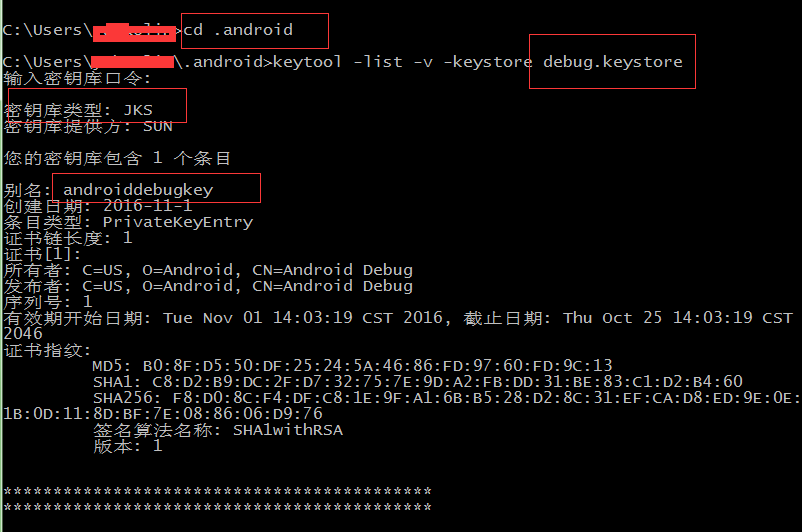 C:\Users\ >cd .android
C:\Users\ \.android>keytool -list -v -keystore debug.keystore
输入密钥库口令:
密钥库类型: JKS
密钥库提供方: SUN
您的密钥库包含 1 个条目
别名: androiddebugkey
创建日期: 2016-11-1
条目类型: PrivateKeyEntry
证书链长度: 1
证书[1]:
所有者: C=US, O=Android, CN=Android Debug
发布者: C=US, O=Android, CN=Android Debug
序列号: 1
有效期开始日期: Tue Nov 01 14:03:19 CST 2016, 截止日期: Thu Oct 25 14:03:19 CST
2046
证书指纹:
MD5: B0:8F:D5:50:DF:25:24:5A:46:86:FD:97:60:FD:9C:13
SHA1: C8:D2:B9:DC:2F:D7:32:75:7E:9D:A2:FB:DD:31:BE:83:C1:D2:B4:60
SHA256: F8:D0:8C:F4:DF:C8:1E:9F:A1:6B:B5:28:D2:8C:31:EF:CA:D8:ED:9E:0E:
1B:0D:11:8D:BF:7E:08:86:06:D9:76
签名算法名称: SHA1withRSA
版本: 1
*******************************************
*******************************************